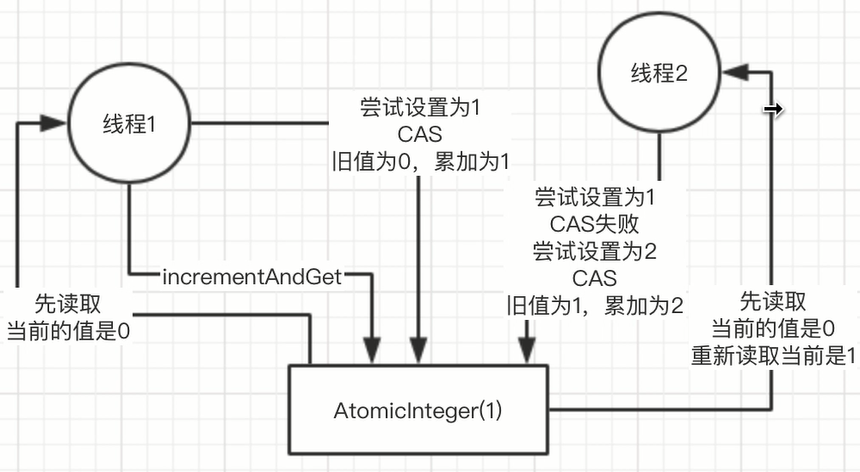 线程1
线程2
尝试设置为1
CAS
旧值为0，累加为1
尝试设置为1
CAS失败
尝试设置为2
CAS
旧值为1，累加为2
incrementAndGet
先读取
当前的值是0
先读取
当前的值是0
重新读取当前是1
AtomicInteger(1)